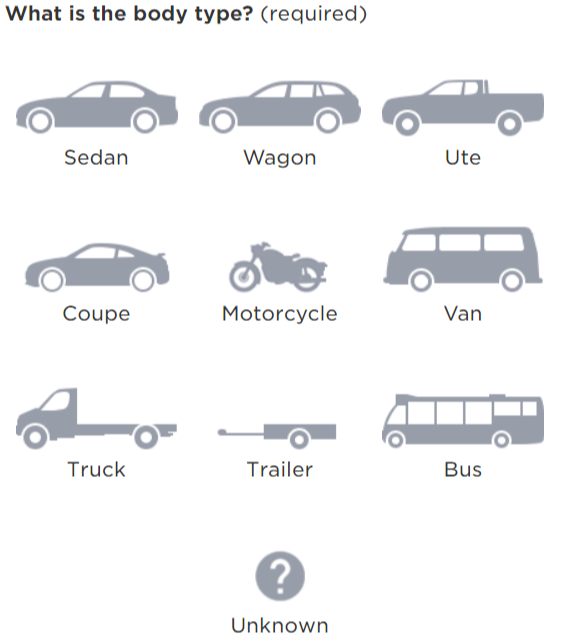 What is the body type? (required)
Sedan Wagon Ute
Coupe Motorcycle Van
Truck Trailer Bus
?
Unknown